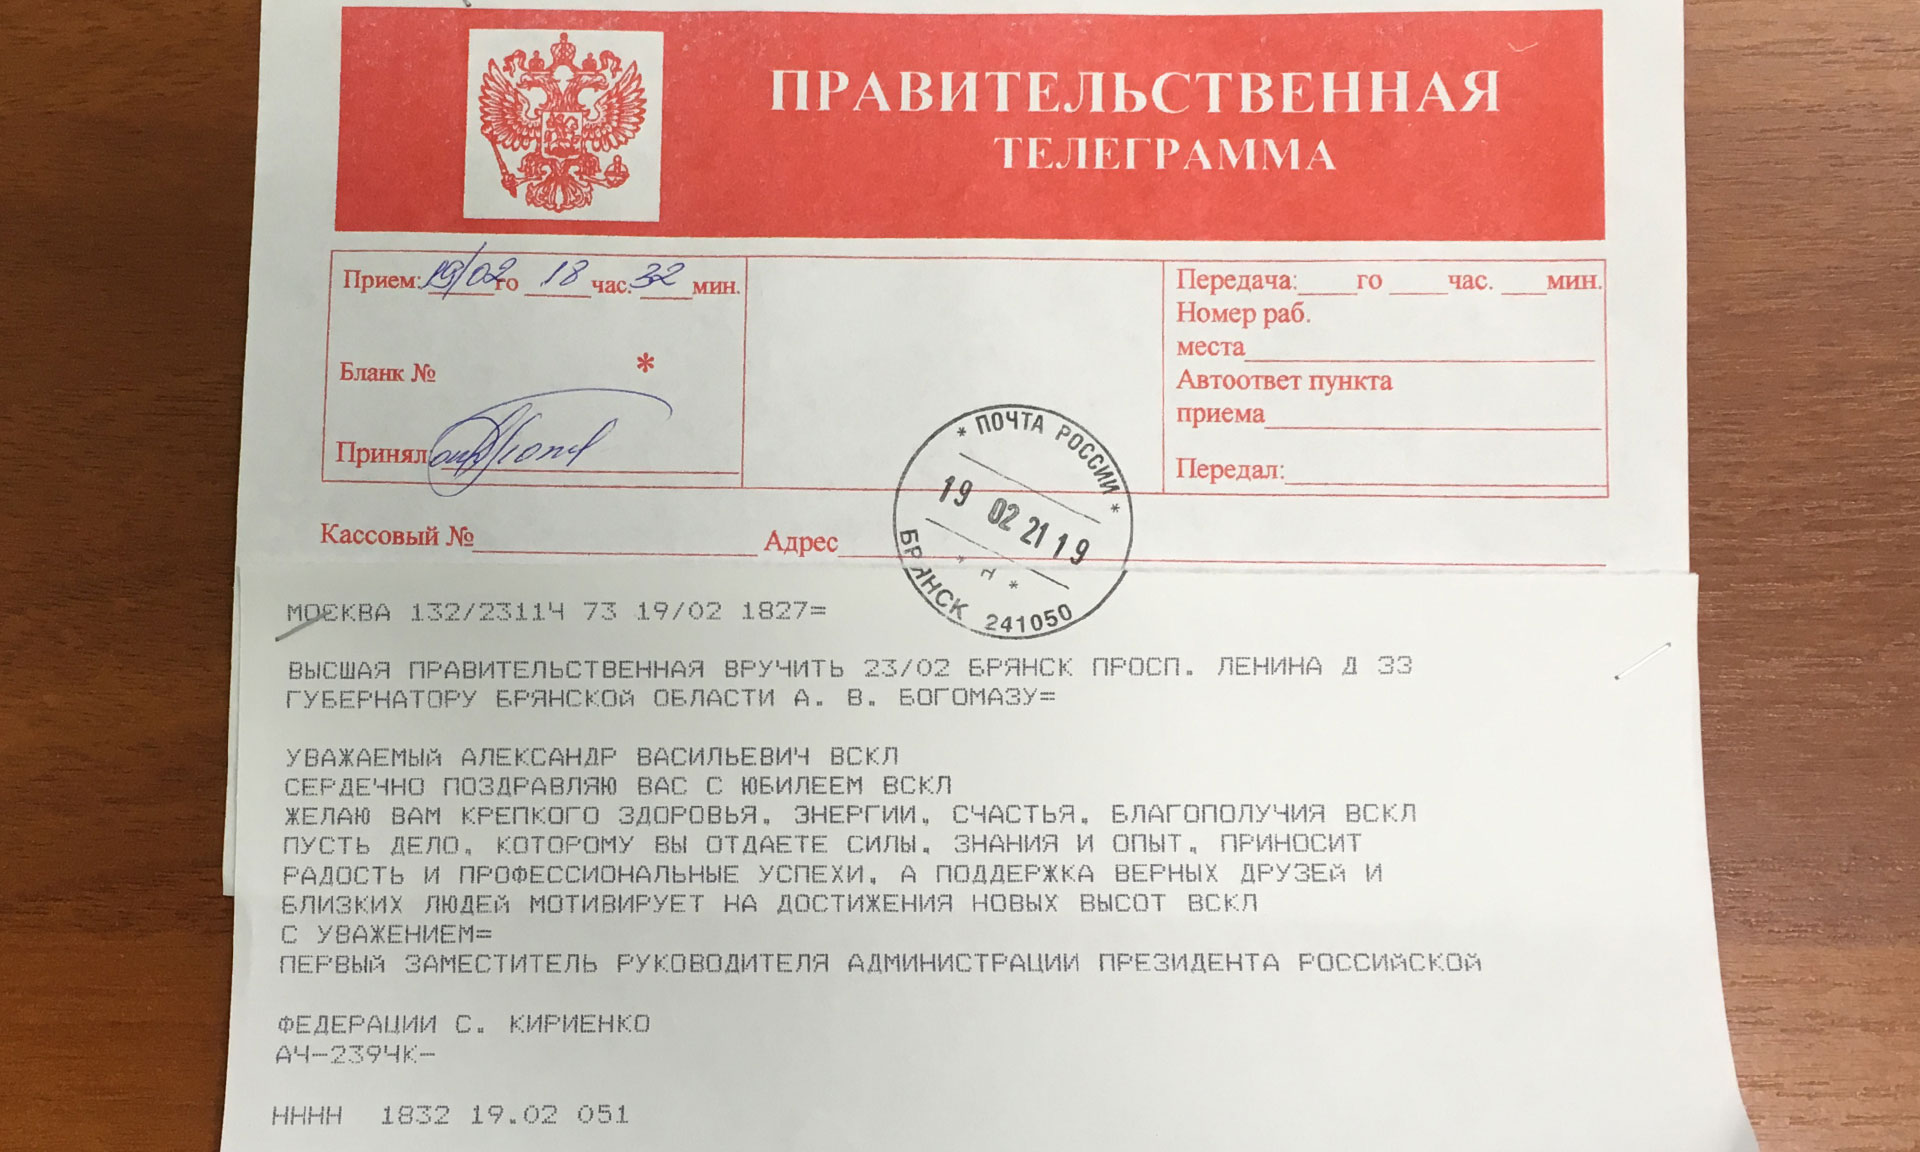 ПРАВИТЕЛЬСТВЕННАЯ
ТЕЛЕГРАММА
Прием: 19/02 го 18 час. 32 мин.
Бланк № *
Принял
Передача: го час. мин.
Номер раб.
места
Автоответ пункта
приема
Передал:
Кассовый № Адрес
* ПОЧТА РОССИИ *
19 02 21 19
* Н *
БРЯНСК 241050
МОСКВА 132/23114 73 19/02 1827=
ВЫСШАЯ ПРАВИТЕЛЬСТВЕННАЯ ВРУЧИТЬ 23/02 БРЯНСК ПРОСП. ЛЕНИНА Д 33
ГУБЕРНАТОРУ БРЯНСКОЙ ОБЛАСТИ А. В. БОГОМАЗУ=
УВАЖАЕМЫЙ АЛЕКСАНДР ВАСИЛЬЕВИЧ ВСКЛ
СЕРДЕЧНО ПОЗДРАВЛЯЮ ВАС С ЮБИЛЕЕМ ВСКЛ
ЖЕЛАЮ ВАМ КРЕПКОГО ЗДОРОВЬЯ, ЭНЕРГИИ, СЧАСТЬЯ, БЛАГОПОЛУЧИЯ ВСКЛ
ПУСТЬ ДЕЛО, КОТОРОМУ ВЫ ОТДАЕТЕ СИЛЫ, ЗНАНИЯ И ОПЫТ, ПРИНОСИТ
РАДОСТЬ И ПРОФЕССИОНАЛЬНЫЕ УСПЕХИ, А ПОДДЕРЖКА ВЕРНЫХ ДРУЗЕЙ И
БЛИЗКИХ ЛЮДЕЙ МОТИВИРУЕТ НА ДОСТИЖЕНИЯ НОВЫХ ВЫСОТ ВСКЛ
С УВАЖЕНИЕМ=
ПЕРВЫЙ ЗАМЕСТИТЕЛЬ РУКОВОДИТЕЛЯ АДМИНИСТРАЦИИ ПРЕЗИДЕНТА РОССИЙСКОЙ
ФЕДЕРАЦИИ С. КИРИЕНКО
АЧ-2394К-
НННН 1832 19.02 051